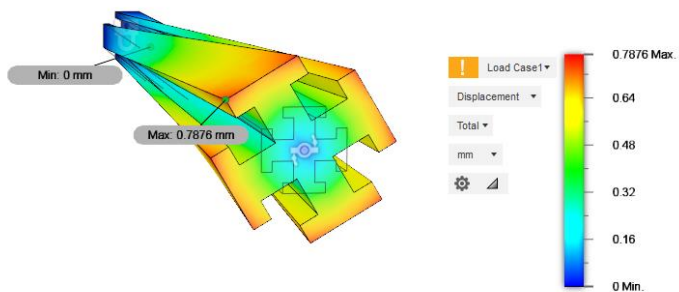 Min: 0 mm
Max: 0.7876 mm
! Load Case1
Displacement
Total
mm
0.7876 Max.
0.64
0.48
0.32
0.16
0 Min.